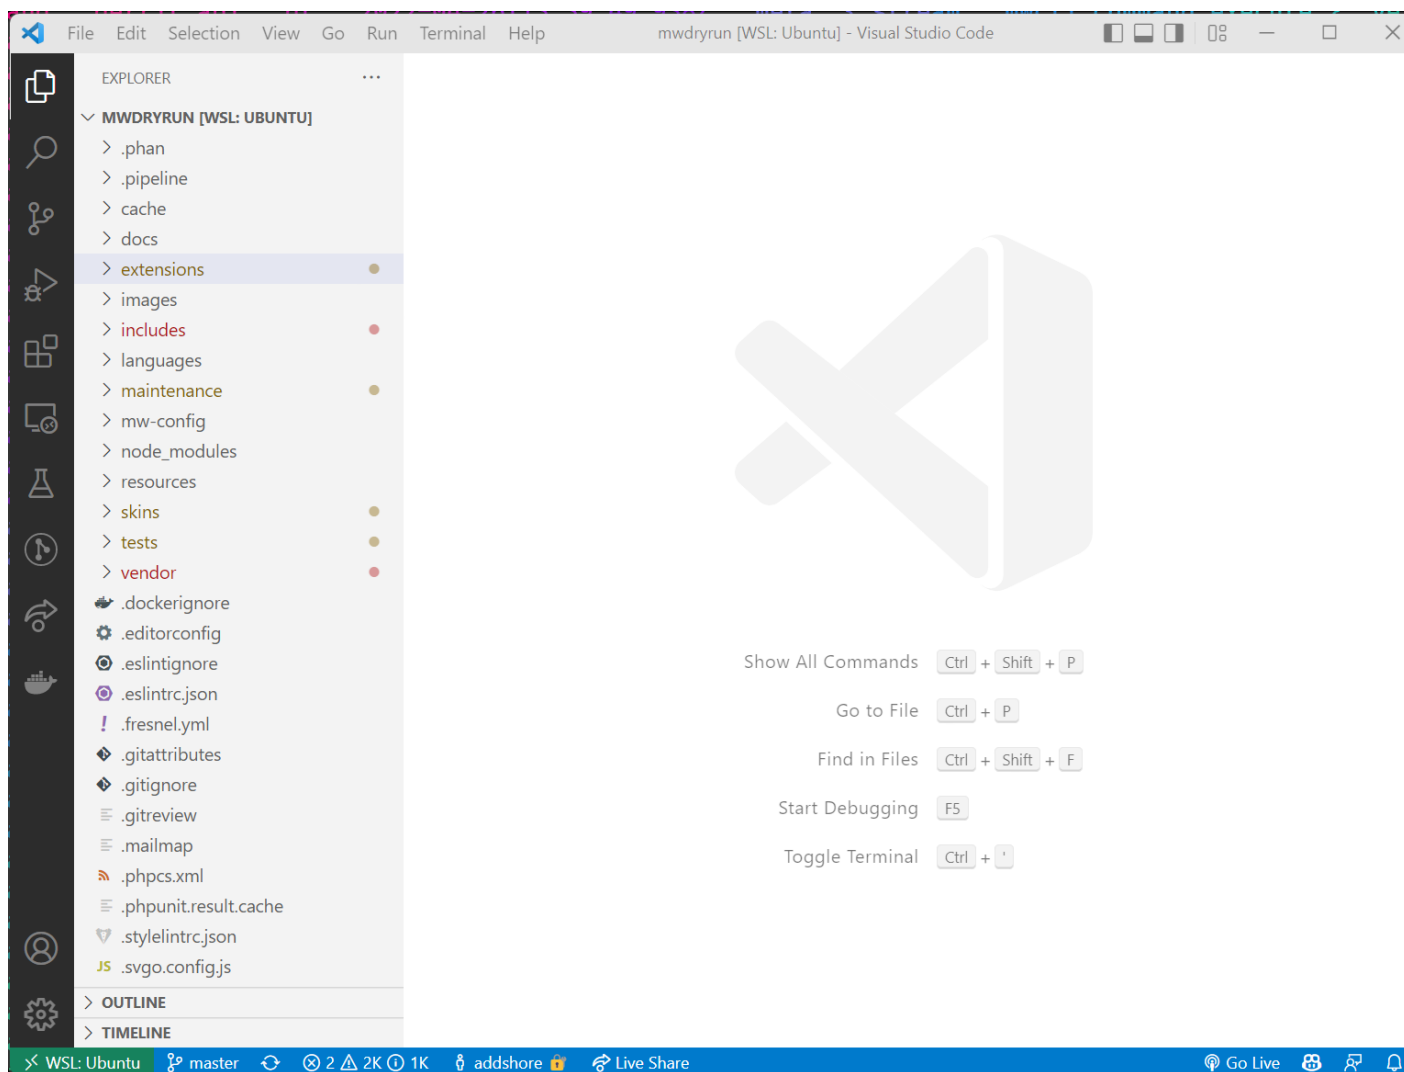 File Edit Selection View Go Run Terminal Help mwdryrun [WSL: Ubuntu] - Visual Studio Code
EXPLORER ···
MWDRYRUN [WSL: UBUNTU]
.phan
.pipeline
cache
docs
extensions
images
includes
languages
maintenance
mw-config
node_modules
resources
skins
tests
vendor
.dockerignore
.editorconfig
.eslintignore
.eslintrc.json
! .fresnel.yml
.gitattributes
.gitignore
.gitreview
.mailmap
.phpcs.xml
.phpunit.result.cache
.stylelintrc.json
JS .svgo.config.js
OUTLINE
TIMELINE
Show All Commands Ctrl + Shift + P
Go to File Ctrl + P
Find in Files Ctrl + Shift + F
Start Debugging F5
Toggle Terminal Ctrl + '
WSL: Ubuntu master 2 2K 1K addshore Live Share Go Live